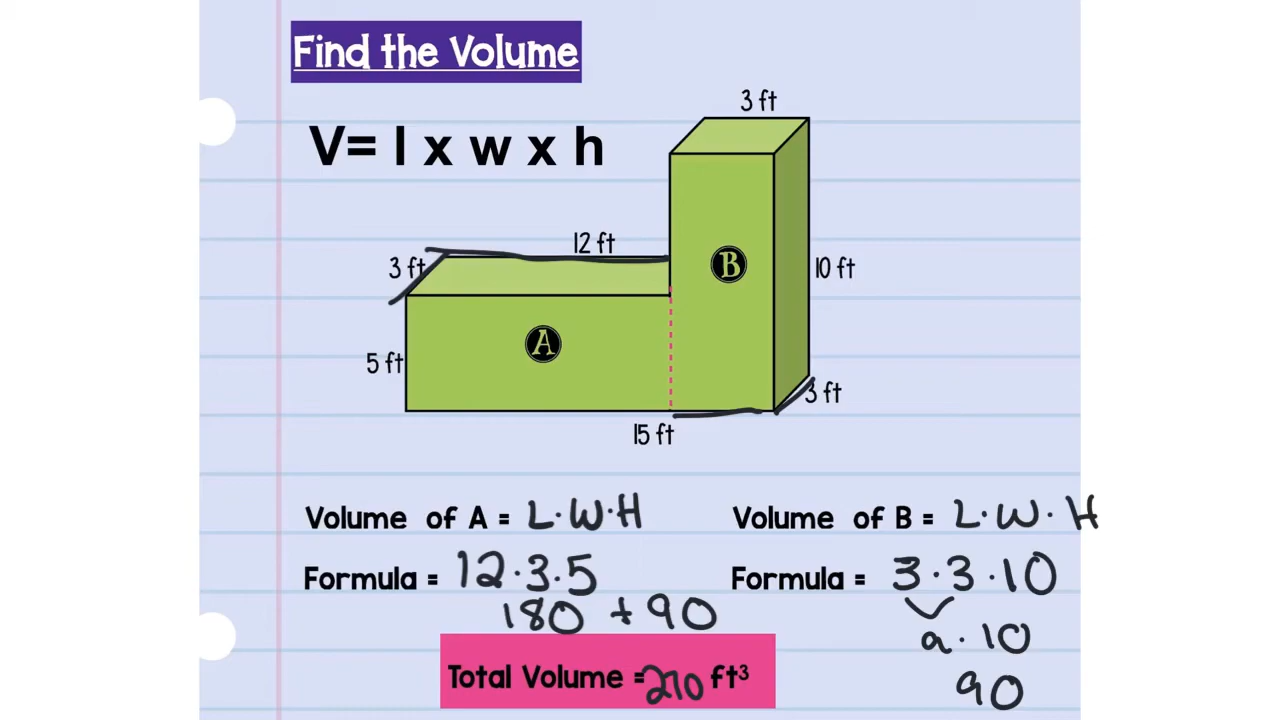 Find the Volume
3 ft
V= l x w x h
12 ft
3 ft
B
10 ft
A
5 ft
3 ft
15 ft
Volume of A = L·W·H
Volume of B = L·W·H
Formula = 12·3·5
Formula = 3·3·10
180 + 90
9·10
Total Volume = 270 ft³
90